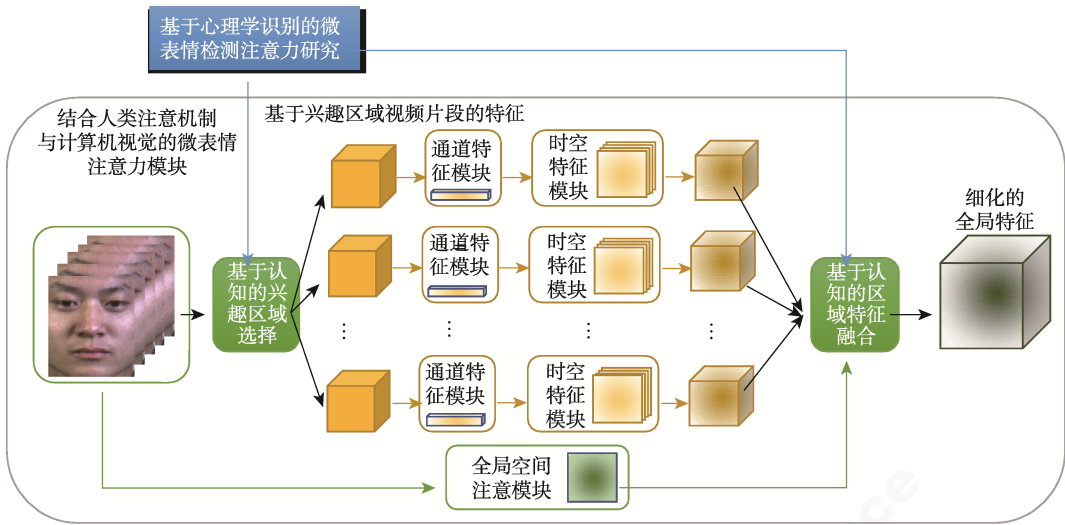 基于心理学识别的微
表情检测注意力研究
结合人类注意机制
与计算机视觉的微表情
注意力模块
基于兴趣区域视频片段的特征
通道特
征模块
时空
特征
模块
细化的
全局特征
通道特
征模块
时空
特征
模块
基于认
知的兴
趣区域
选择
基于认
知的区
域特征
融合
⋮ ⋮ ⋮ ⋮
通道特
征模块
时空
特征
模块
全局空间
注意模块